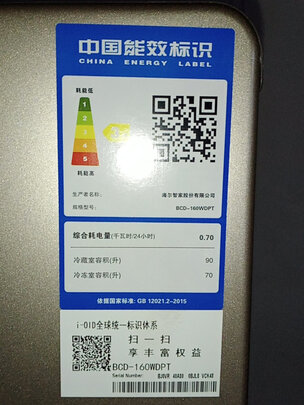 中国能效标识
CHINA ENERGY LABEL
耗能低
1
2
3
4
5
耗能高
生产者名称: 海尔智家股份有限公司
规格型号: BCD-160WDPT
综合耗电量(千瓦时/24小时) 0.70
冷藏室容积(升) 90
冷冻室容积(升) 70
依据国家标准: GB 12021.2-2015
i-OID全球统一标识体系
扫一扫
享丰富权益
BCD-160WDPT
Serial Number: